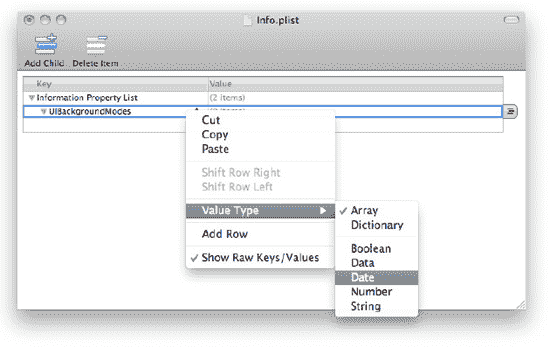 Info.plist
Add Child Delete Item
Key Value
Information Property List (2 items)
UIBackgroundModes
Cut
Copy
Paste
Shift Row Right
Shift Row Left
Value Type
Add Row
✓ Show Raw Keys/Values
✓ Array
Dictionary
Boolean
Data
Date
Number
String